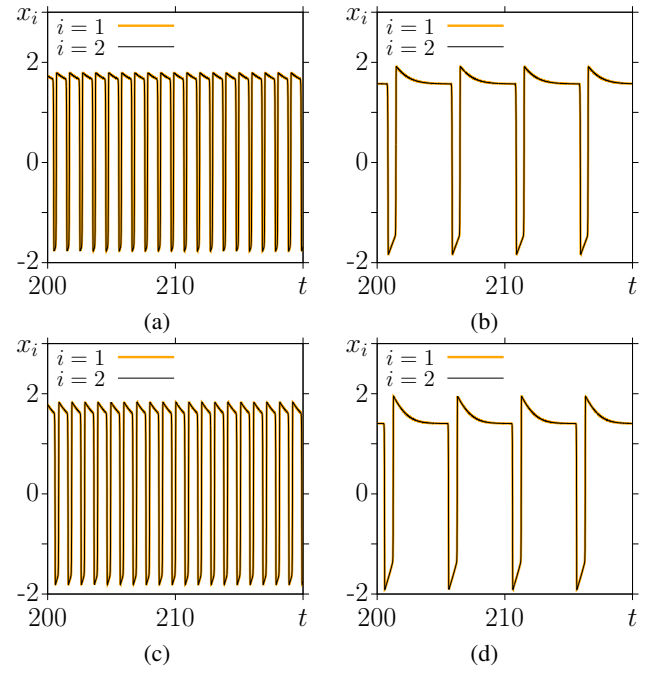 x_i
i = 1
i = 2
2
0
-2
200
210
t
(a)
i = 1
i = 2
2
0
-2
200
210
t
(b)
x_i
i = 1
i = 2
2
0
-2
200
210
t
(c)
x_i
i = 1
i = 2
2
0
-2
200
210
t
(d)